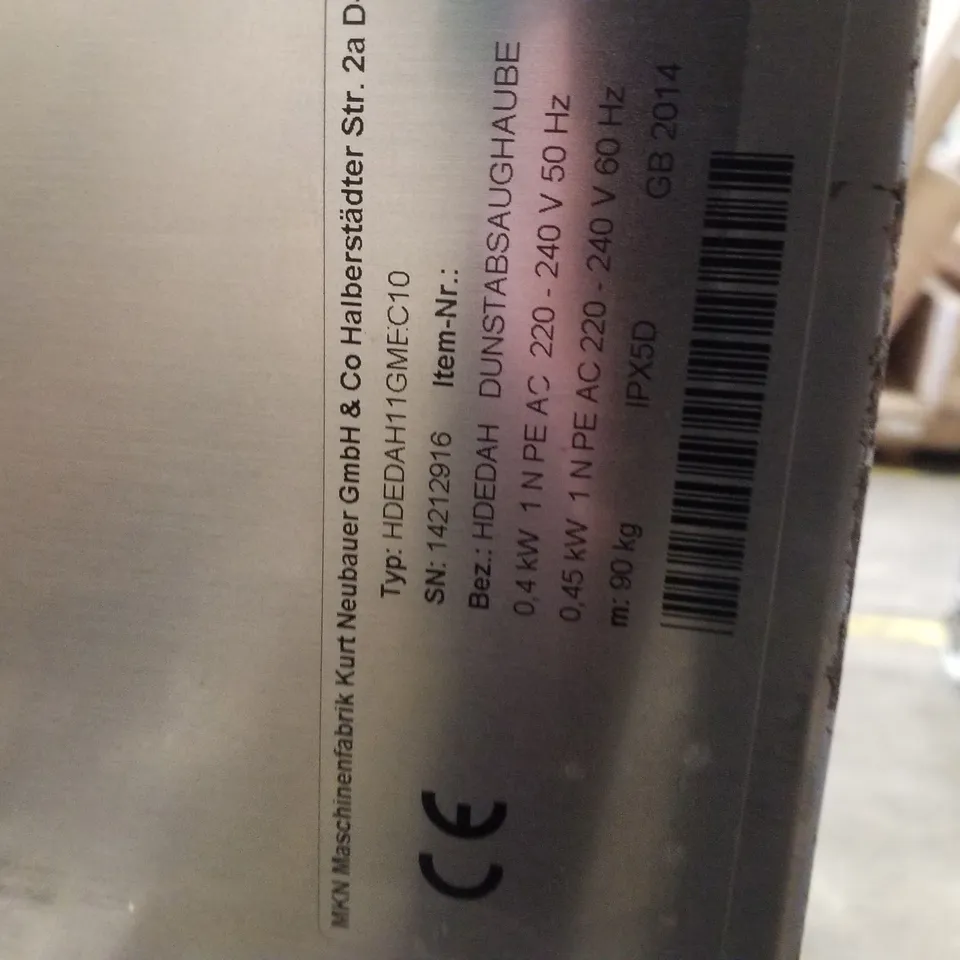 MKN Maschinenfabrik Kurt Neubauer GmbH & Co Halberstädter Str. 2a D-
Typ: HDEDAH11GMEC10
SN: 14212916 Item-Nr.:
Bez.: HDEDAH DUNSTABSAUGHAUBE
0,4 kW 1 N PE AC 220 - 240 V 50 Hz
0,45 kW 1 N PE AC 220 - 240 V 60 Hz
m: 90 kg IPX5D GB 2014
CE